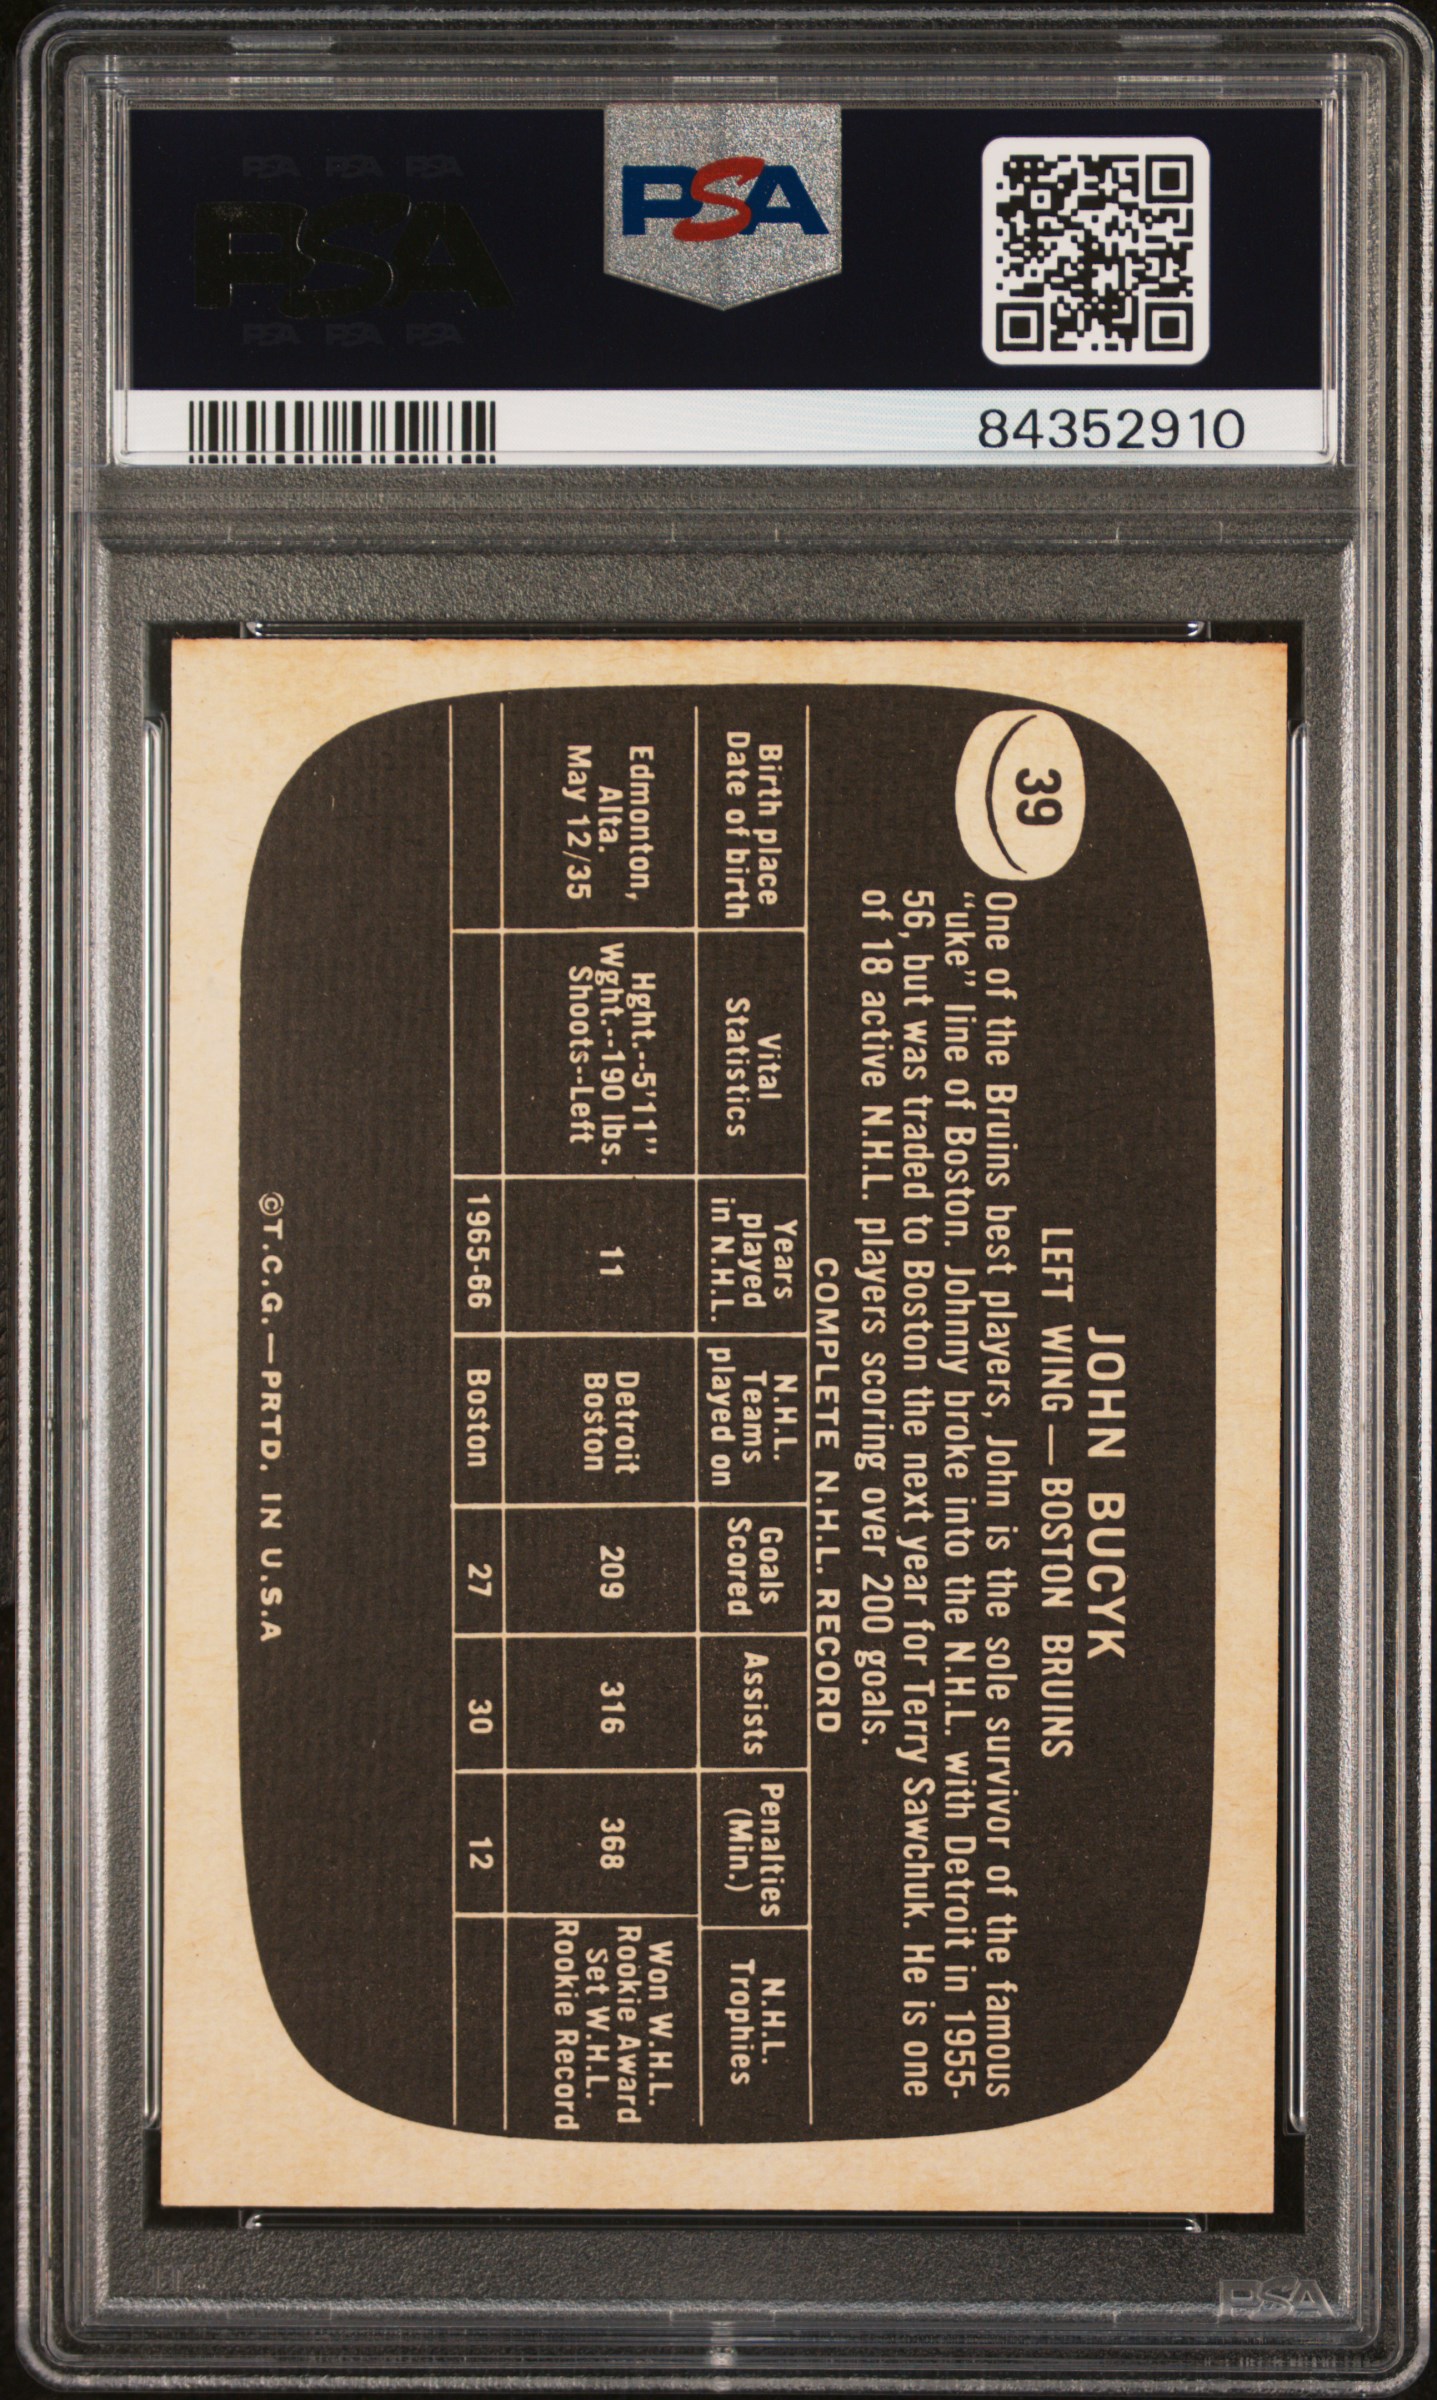 PSA PSA PSA
PSA
PSA PSA PSA
PSA
84352910
39
JOHN BUCYK
LEFT WING — BOSTON BRUINS
One of the Bruins best players, John is the sole survivor of the famous
“uke” line of Boston. Johnny broke into the N.H.L. with Detroit in 1955-
56, but was traded to Boston the next year for Terry Sawchuk. He is one
of 18 active N.H.L. players scoring over 200 goals.
COMPLETE N.H.L. RECORD
Birth place
Date of birth
Vital
Statistics
Years
played
in N.H.L.
N.H.L.
Teams
played on
Goals
Scored
Assists
Penalties
(Min.)
N.H.L.
Trophies
Edmonton,
Alta.
May 12/35
Hght.--5'11”
Wght.--190 lbs.
Shoots--Left
11
Detroit
Boston
209
316
368
Won W.H.L.
Rookie Award
Set W.H.L.
Rookie Record
1965-66
Boston
27
30
12
©T.C.G.—PRTD. IN U.S.A
PSA